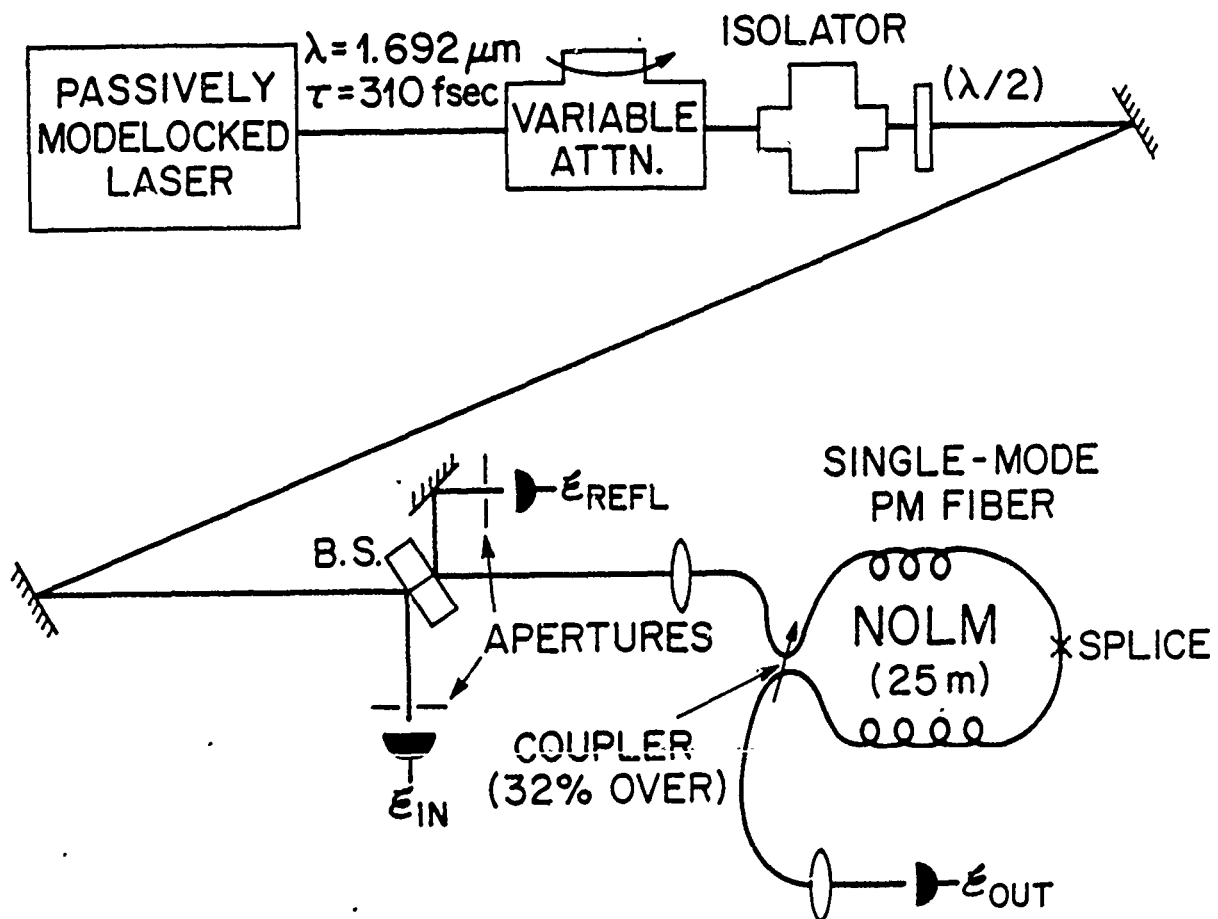 PASSIVELY
MODELOCKED
LASER
λ=1.692 μm
τ=310 fsec
VARIABLE
ATTN.
ISOLATOR
(λ/2)
B.S.
ℰREFL
APERTURES
ℰIN
SINGLE-MODE
PM FIBER
NOLM
(25m)
SPLICE
COUPLER
(32% OVER)
ℰOUT